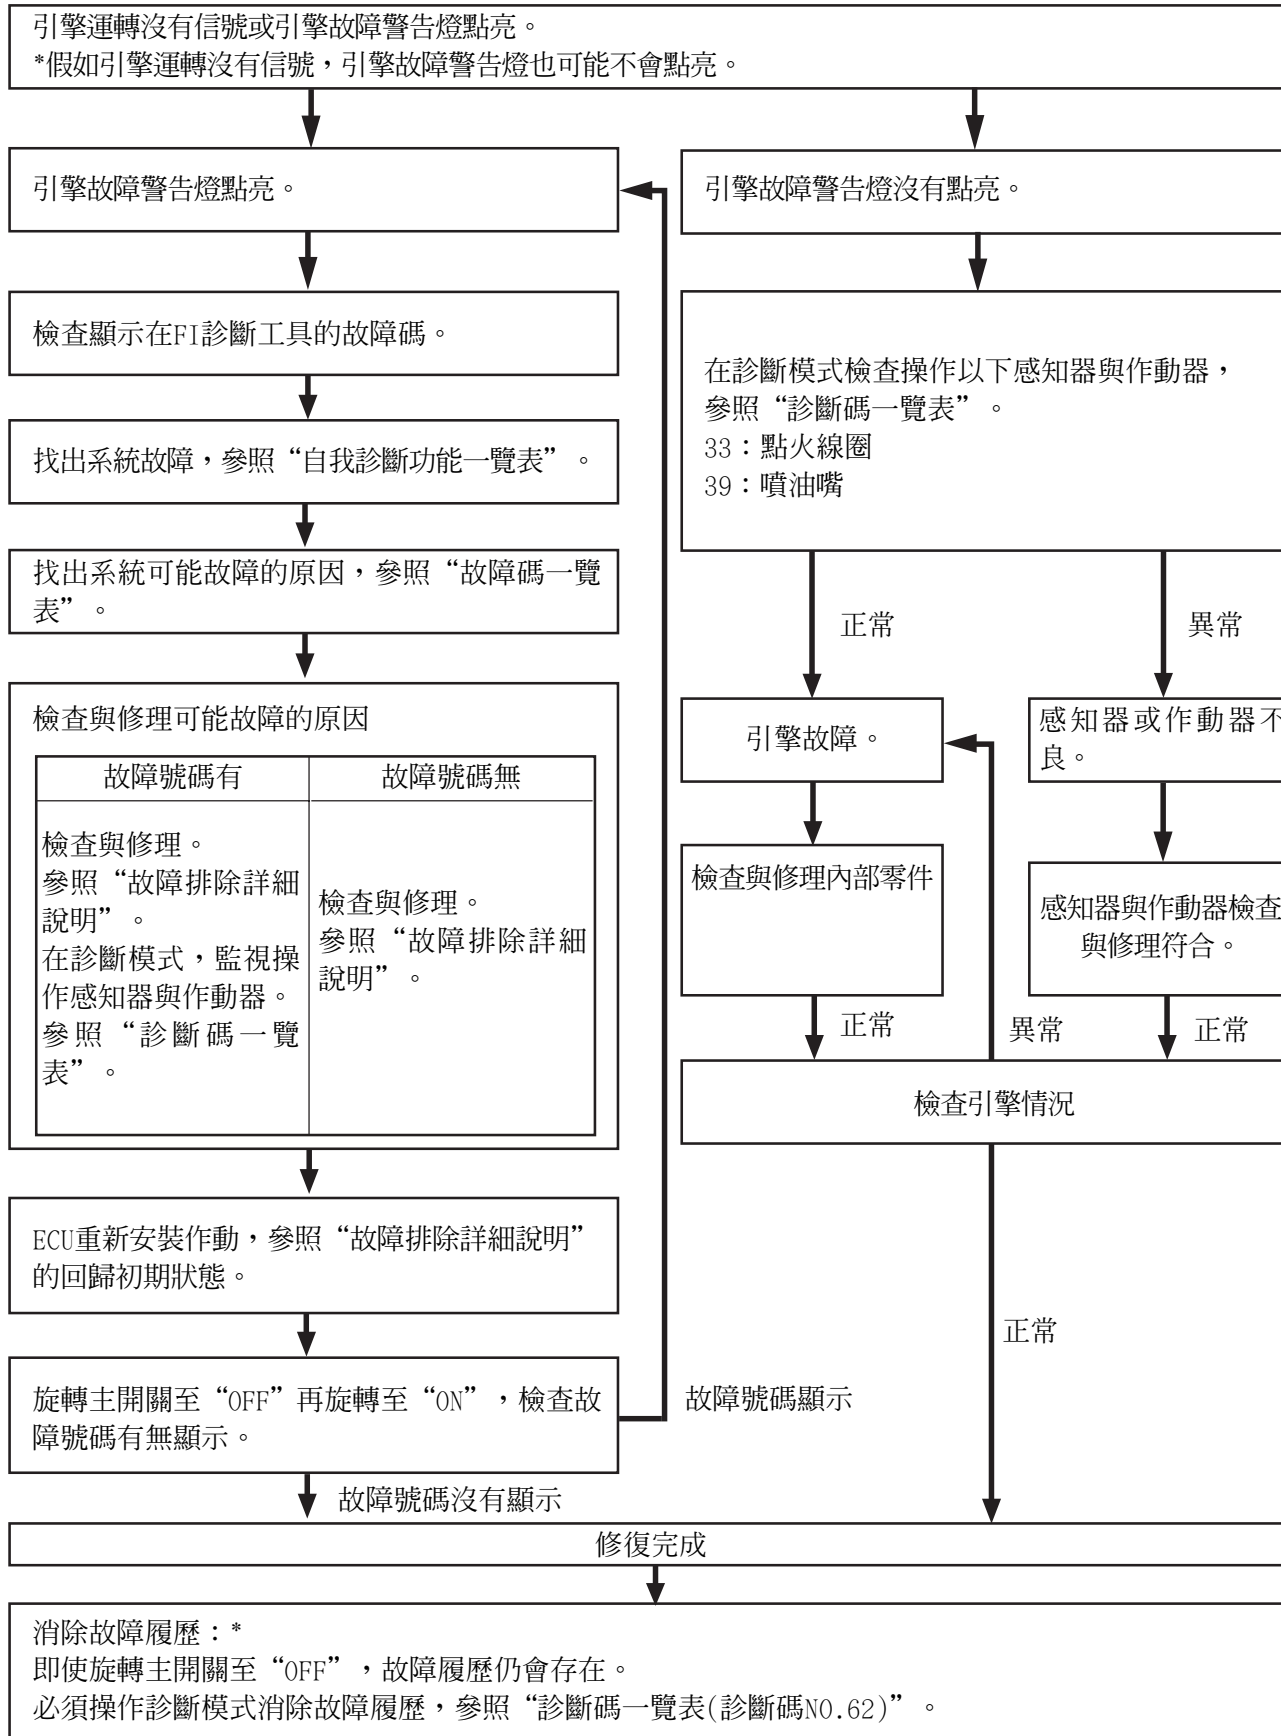 引擎運轉沒有信號或引擎故障警告燈點亮。
*假如引擎運轉沒有信號，引擎故障警告燈也可能不會點亮。
引擎故障警告燈點亮。
檢查顯示在FI診斷工具的故障碼。
找出系統故障，參照“自我診斷功能一覽表”。
找出系統可能故障的原因，參照“故障碼一覽
表”。
檢查與修理可能故障的原因
故障號碼有
檢查與修理。
參照“故障排除詳細
說明”。
在診斷模式，監視操
作感知器與作動器。
參照“診斷碼一覽
表”。
故障號碼無
檢查與修理。
參照“故障排除詳細
說明”。
ECU重新安裝作動，參照“故障排除詳細說明”
的回歸初期狀態。
旋轉主開關至“OFF”再旋轉至“ON”，檢查故
障號碼有無顯示。
故障號碼顯示
故障號碼沒有顯示
引擎故障警告燈沒有點亮。
在診斷模式檢查操作以下感知器與作動器，
參照“診斷碼一覽表”。
33：點火線圈
39：噴油嘴
正常
異常
引擎故障。
感知器或作動器不
良。
檢查與修理內部零件
感知器與作動器檢查
與修理符合。
正常
異常
正常
檢查引擎情況
正常
修復完成
消除故障履歷：*
即使旋轉主開關至“OFF”，故障履歷仍會存在。
必須操作診斷模式消除故障履歷，參照“診斷碼一覽表(診斷碼NO.62)”。